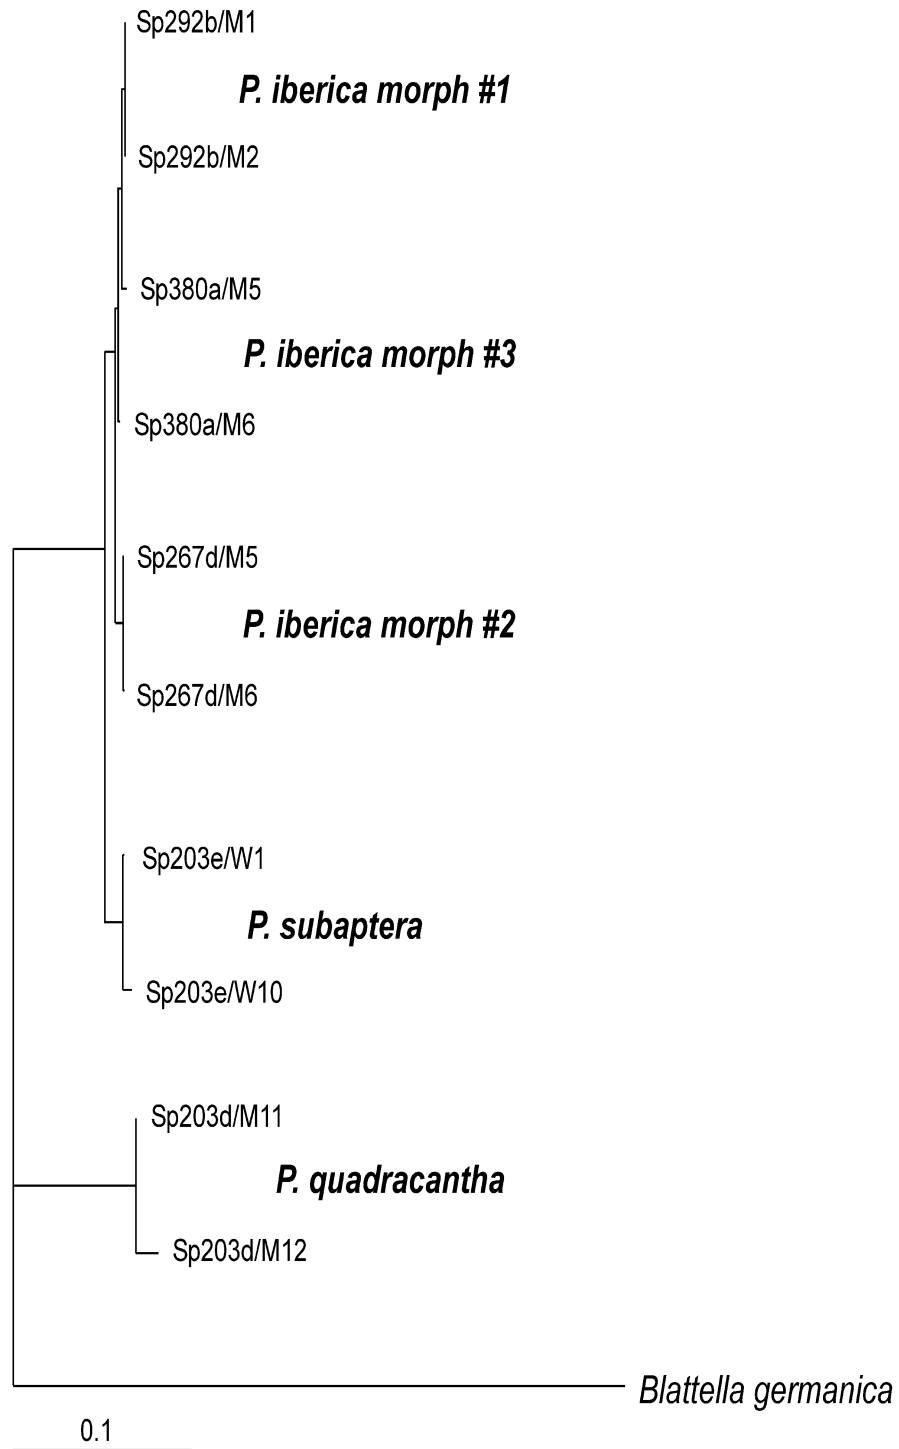 Sp292b/M1
P. iberica morph #1
Sp292b/M2
Sp380a/M5
P. iberica morph #3
Sp380a/M6
Sp267d/M5
P. iberica morph #2
Sp267d/M6
Sp203e/W1
P. subaptera
Sp203e/W10
Sp203d/M11
P. quadracantha
Sp203d/M12
Blattella germanica
0.1